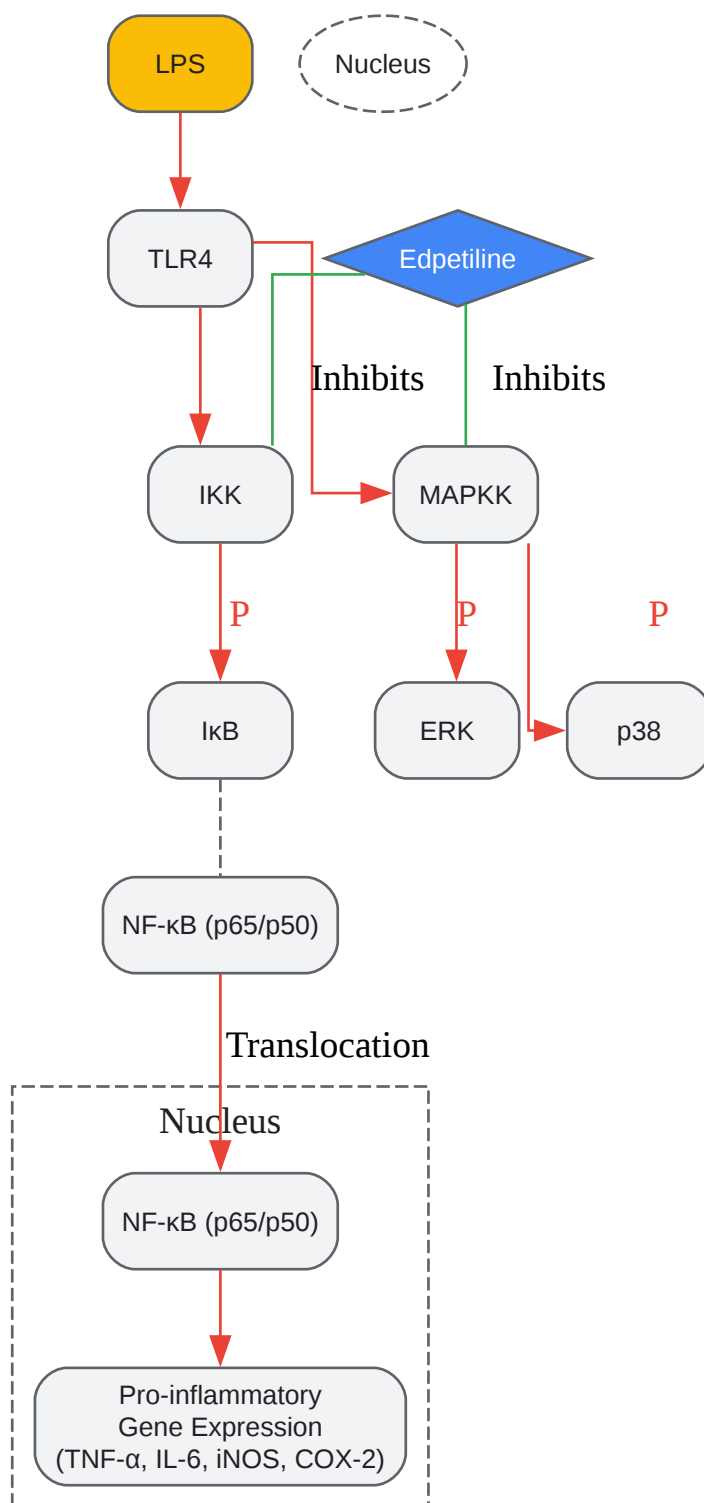 LPS
Nucleus
TLR4
Edpetiline
Inhibits
Inhibits
IKK
MAPKK
P
P
P
IκB
ERK
p38
NF-κB (p65/p50)
Translocation
Nucleus
NF-κB (p65/p50)
Pro-inflammatory
Gene Expression
(TNF-α, IL-6, iNOS, COX-2)